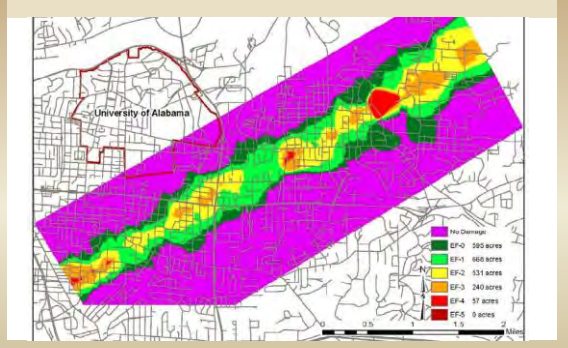 University of Alabama
No Damage
EF-0 595 acres
EF-1 668 acres
EF-2 531 acres
EF-3 240 acres
EF-4 57 acres
EF-5 0 acres
N
0 0.5 1 1.5 2
Miles